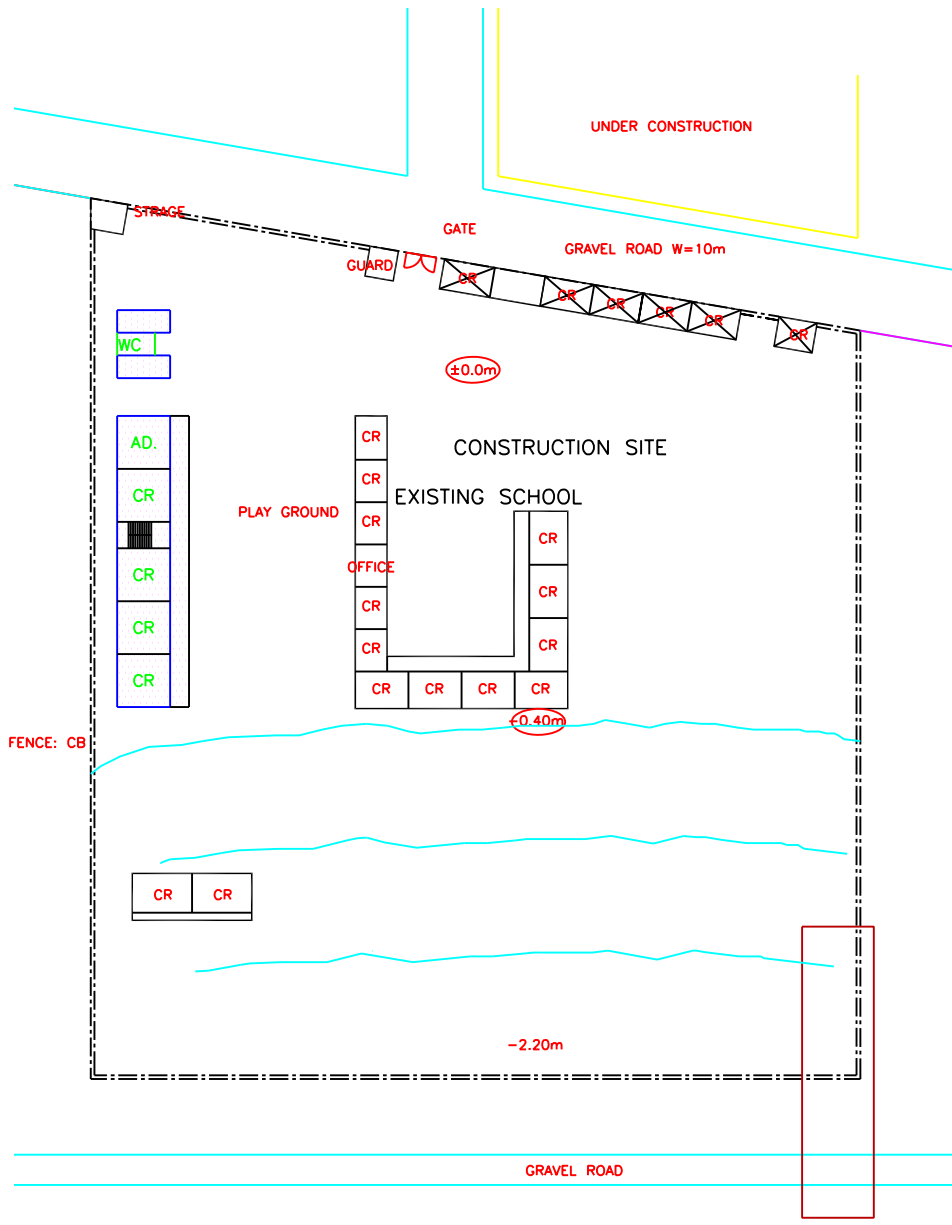 UNDER CONSTRUCTION
STRAGE
GATE
GRAVEL ROAD W=10m
GUARD
CR
CR
CR
CR
CR
CR
WC
±0.0m
AD.
CR
CONSTRUCTION SITE
CR
CR
EXISTING SCHOOL
PLAY GROUND
CR
CR
OFFICE
CR
CR
CR
CR
CR
CR
CR
CR
CR
CR
CR
CR
-0.40m
FENCE: CB
CR
CR
-2.20m
GRAVEL ROAD